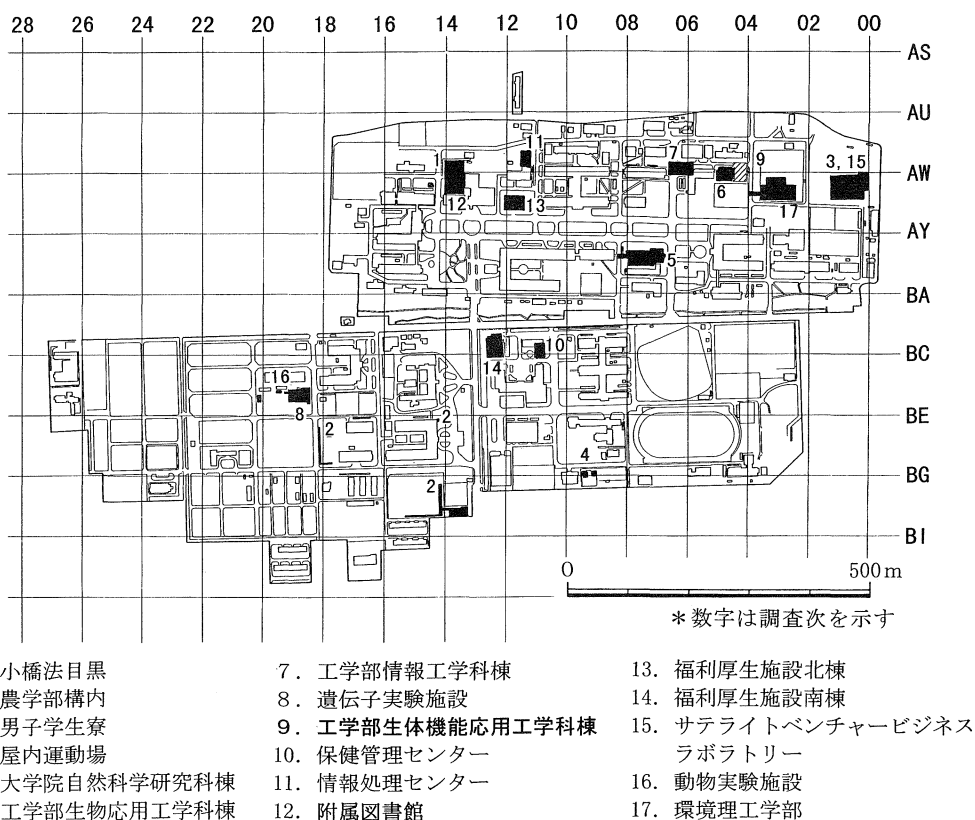 28 26 24 22 20 18 16 14 12 10 08 06 04 02 00
AS
AU
11
7
9
3, 15
1
AW
6
12
13
17
AY
5
BA
10
BC
14
16
8
2
2
BE
4
BG
2
BI
0 500m
*数字は調査次を示す
小橋法目黒
農学部構内
男子学生寮
屋内運動場
大学院自然科学研究科棟
工学部生物応用工学科棟
7. 工学部情報工学科棟
8. 遺伝子実験施設
9. 工学部生体機能応用工学科棟
10. 保健管理センター
11. 情報処理センター
12. 附属図書館
13. 福利厚生施設北棟
14. 福利厚生施設南棟
15. サテライトベンチャービジネス
ラボラトリー
16. 動物実験施設
17. 環境理工学部